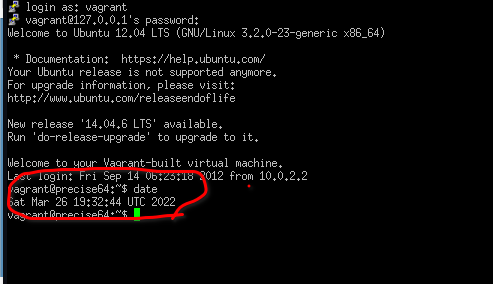 login as: vagrant
vagrant@127.0.0.1's password:
Welcome to Ubuntu 12.04 LTS (GNU/Linux 3.2.0-23-generic x86_64)
* Documentation:  https://help.ubuntu.com/
Your Ubuntu release is not supported anymore.
For upgrade information, please visit:
http://www.ubuntu.com/releaseendoflife
New release '14.04.6 LTS' available.
Run 'do-release-upgrade' to upgrade to it.
Welcome to your Vagrant-built virtual machine.
Last login: Fri Sep 14 06:23:18 2012 from 10.0.2.2
vagrant@precise64:~$ date
Sat Mar 26 19:32:44 UTC 2022
vagrant@precise64:~$